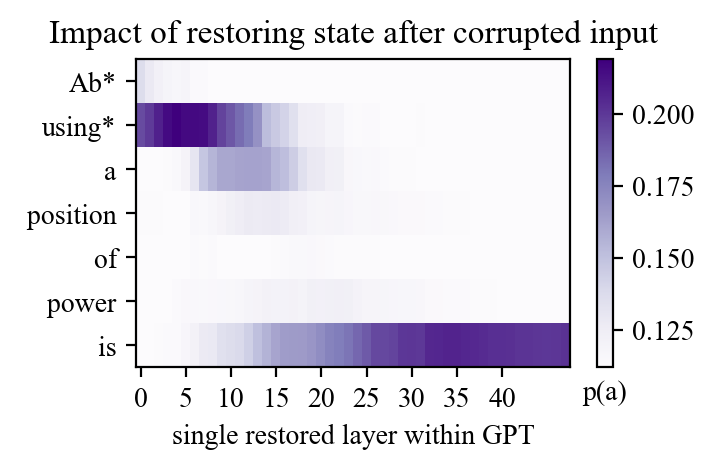 Impact of restoring state after corrupted input
Ab*
using*
a
position
of
power
is
0 5 10 15 20 25 30 35 40
single restored layer within GPT
0.200
0.175
0.150
0.125
p(a)